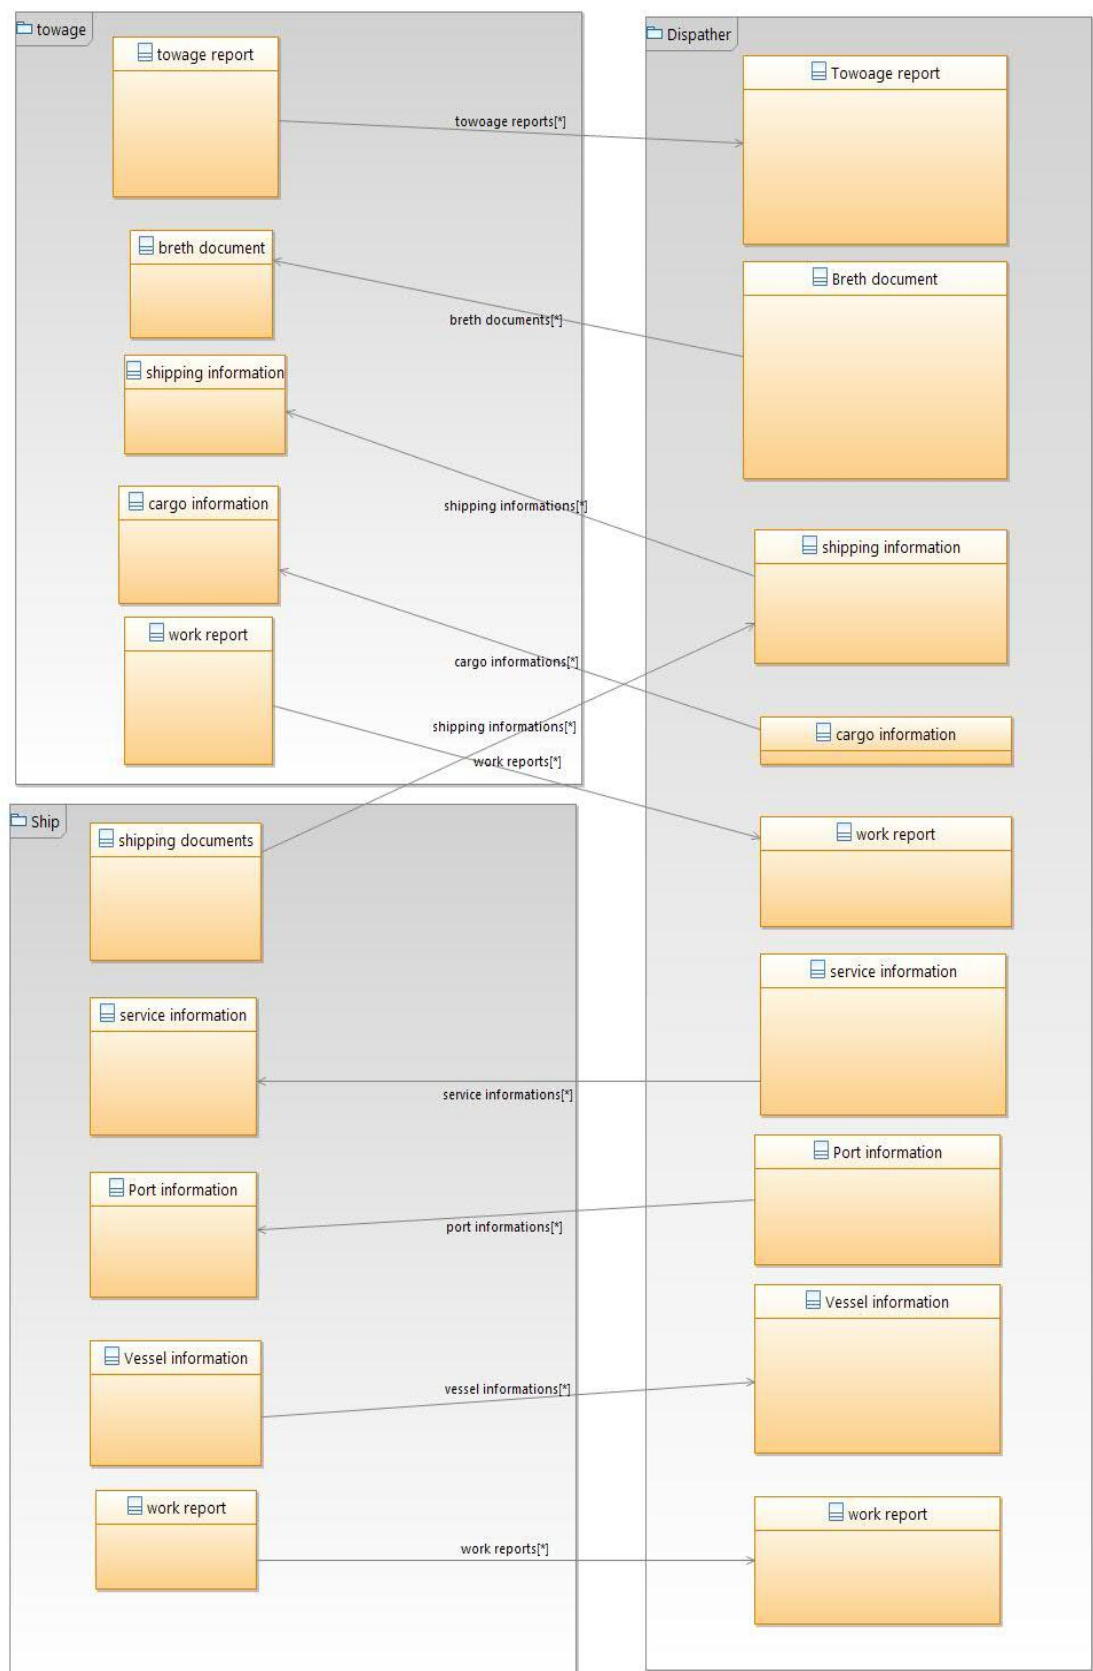 towage
towage report
towoage reports[*]
breth document
breth documents[*]
shipping information
shipping informations[*]
cargo information
cargo informations[*]
work report
shipping informations[*]
work reports[*]
Ship
shipping documents
service information
service informations[*]
Port information
port informations[*]
Vessel information
vessel informations[*]
work report
work reports[*]
Dispather
Towoage report
Breth document
shipping information
cargo information
work report
service information
Port information
Vessel information
work report